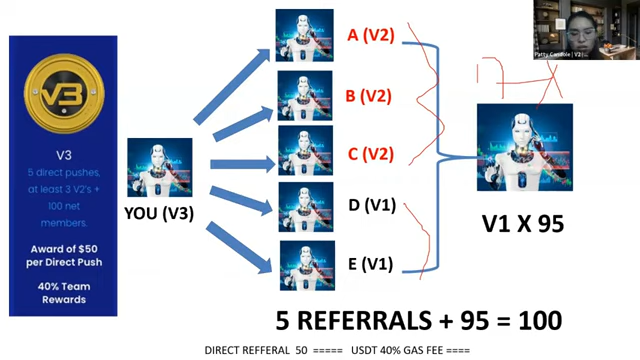 V3
V3
5 direct pushes,
at least 3 V2's +
100 net
members.
Award of $50
per Direct Push
40% Team
Rewards
YOU (V3)
A (V2)
B (V2)
C (V2)
D (V1)
E (V1)
V1 X 95
5 REFERRALS + 95 = 100
DIRECT REFFERAL 50 ===== USDT 40% GAS FEE ====